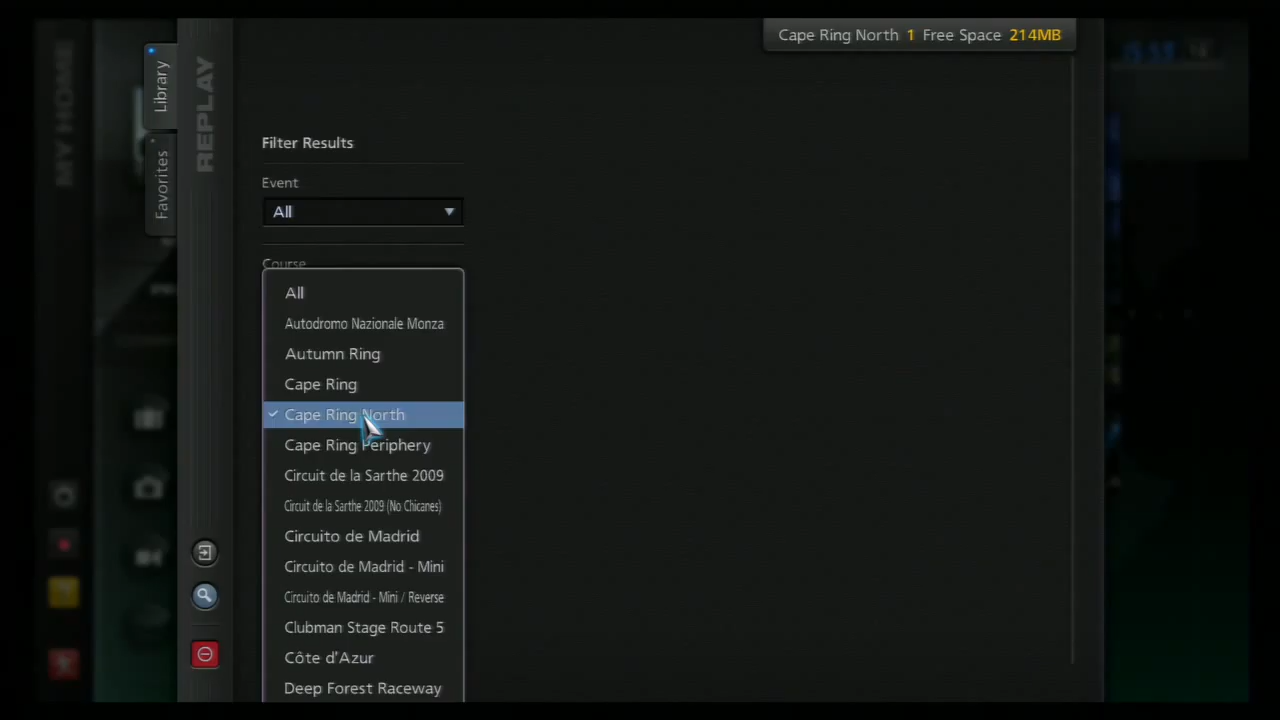 Cape Ring North 1 Free Space 214MB
MY HOME
Library
Favorites
REPLAY
Filter Results
Event
All
Course
All
Autodromo Nazionale Monza
Autumn Ring
Cape Ring
Cape Ring North
Cape Ring Periphery
Circuit de la Sarthe 2009
Circuit de la Sarthe 2009 (No Chicanes)
Circuito de Madrid
Circuito de Madrid - Mini
Circuito de Madrid - Mini / Reverse
Clubman Stage Route 5
Côte d'Azur
Deep Forest Raceway